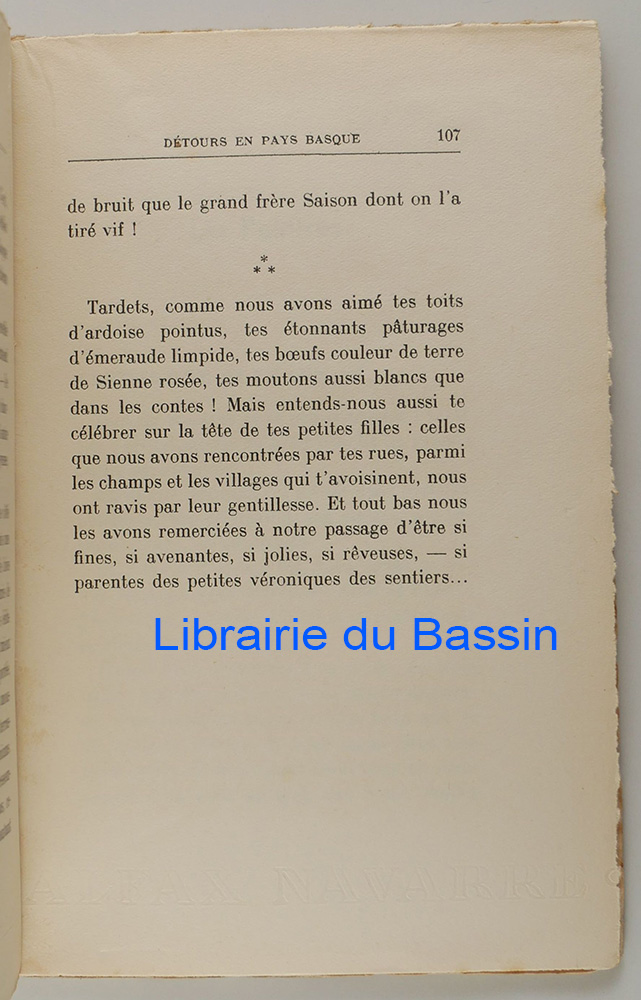 DÉTOURS EN PAYS BASQUE 107
de bruit que le grand frère Saison dont on l'a
tiré vif !
*
* *
Tardets, comme nous avons aimé tes toits
d'ardoise pointus, tes étonnants pâturages
d'émeraude limpide, tes bœufs couleur de terre
de Sienne rosée, tes moutons aussi blancs que
dans les contes ! Mais entends-nous aussi te
célébrer sur la tête de tes petites filles : celles
que nous avons rencontrées par tes rues, parmi
les champs et les villages qui t'avoisinent, nous
ont ravis par leur gentillesse. Et tout bas nous
les avons remerciées à notre passage d'être si
fines, si avenantes, si jolies, si rêveuses, — si
parentes des petites véroniques des sentiers...
Librairie du Bassin
ALFAX NAVARRE